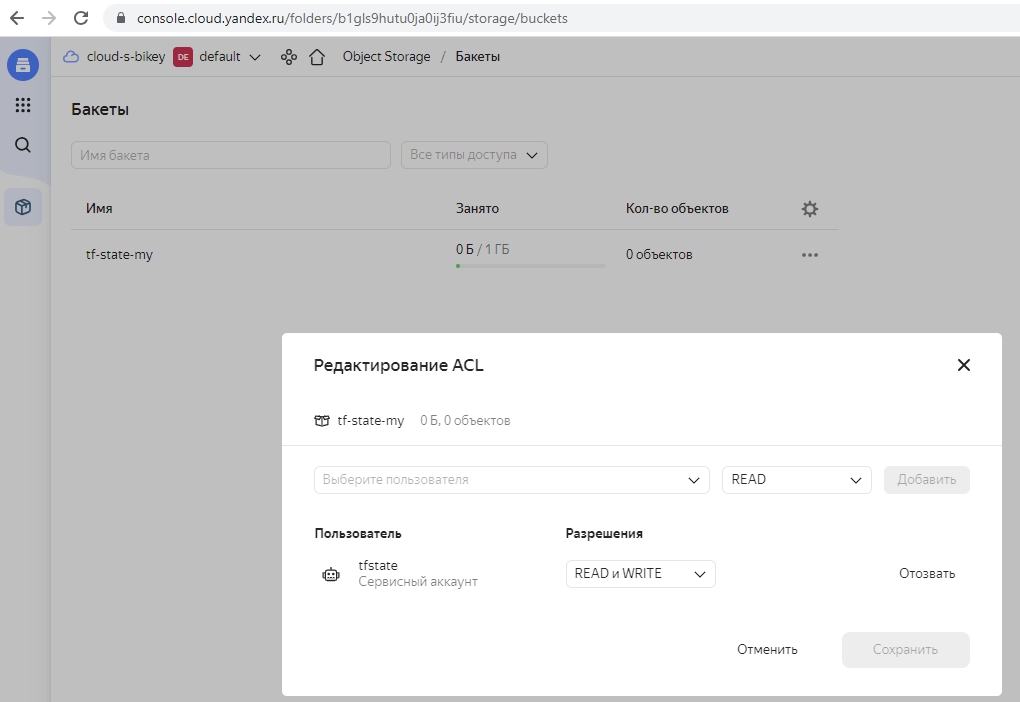 console.cloud.yandex.ru/folders/b1gls9hutu0ja0ij3fiu/storage/buckets
cloud-s-bikey DE default Object Storage / Бакеты
Бакеты
Имя бакета Все типы доступа
Имя Занято Кол-во объектов
tf-state-my 0 Б / 1 ГБ 0 объектов
Редактирование ACL
tf-state-my 0 Б, 0 объектов
Выберите пользователя READ Добавить
Пользователь Разрешения
tfstate READ и WRITE Отозвать
Сервисный аккаунт
Отменить Сохранить